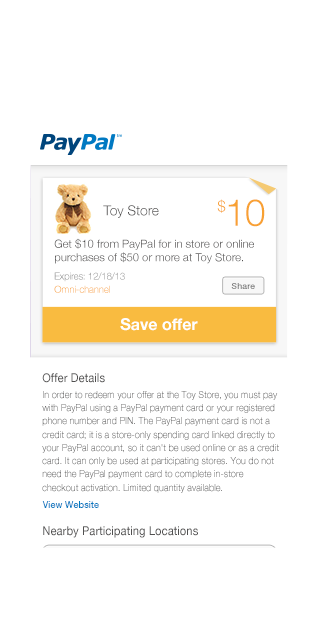 PayPal™
Toy Store
$10
Get $10 from PayPal for in store or online
purchases of $50 or more at Toy Store.
Expires: 12/18/13
Omni-channel
Share
Save offer
Offer Details
In order to redeem your offer at the Toy Store, you must pay
with PayPal using a PayPal payment card or your registered
phone number and PIN. The PayPal payment card is not a
credit card; it is a store-only spending card linked directly to
your PayPal account, so it can't be used online or as a credit
card. It can only be used at participating stores. You do not
need the PayPal payment card to complete in-store
checkout activation. Limited quantity available.
View Website
Nearby Participating Locations